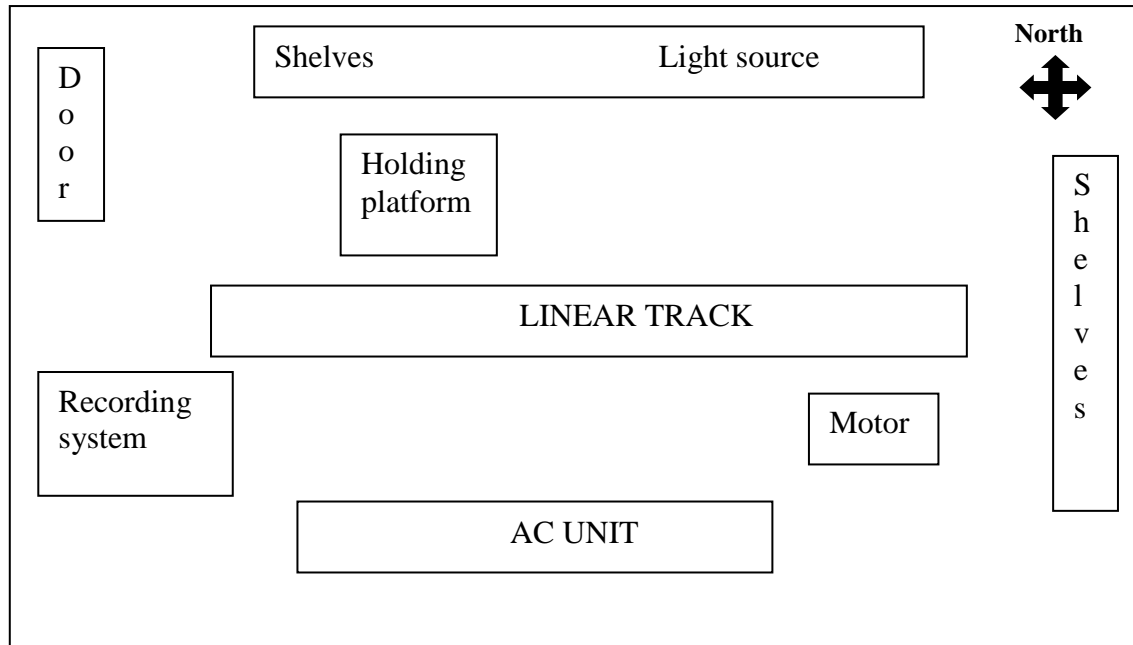 Shelves Light source
North
D
o
o
r
Holding
platform
S
h
e
l
v
e
s
LINEAR TRACK
Recording
system
Motor
AC UNIT